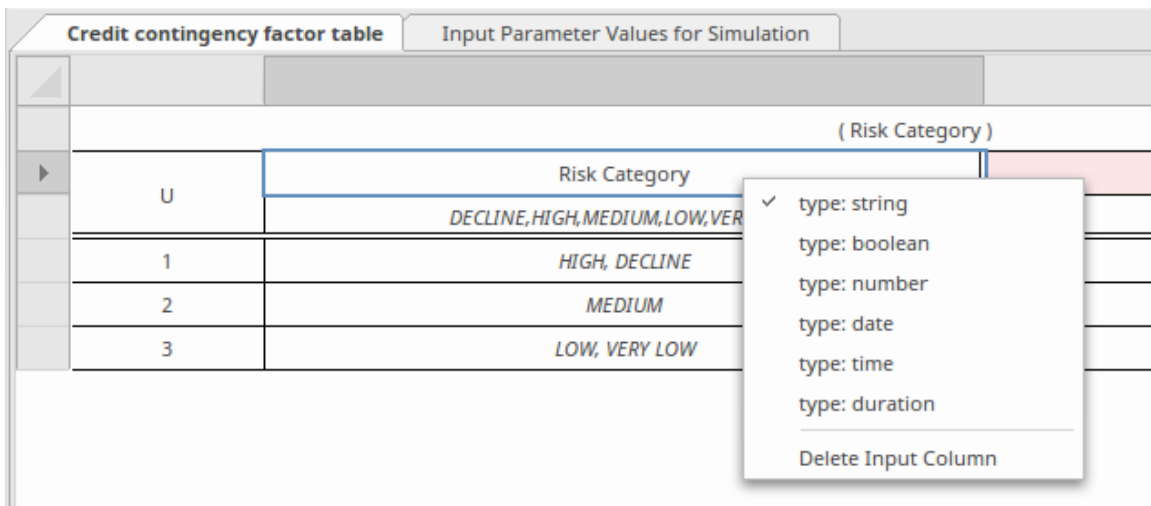 Credit contingency factor table
Input Parameter Values for Simulation
( Risk Category )
U
Risk Category
DECLINE,HIGH,MEDIUM,LOW,VER
1
HIGH, DECLINE
2
MEDIUM
3
LOW, VERY LOW
type: string
type: boolean
type: number
type: date
type: time
type: duration
Delete Input Column